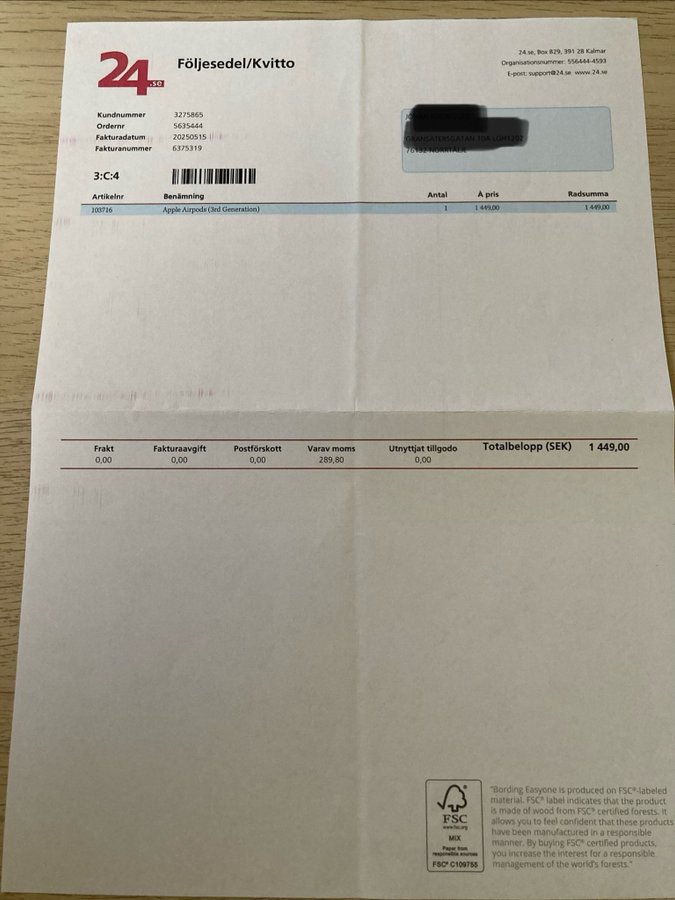 24.se
Följesedel/Kvitto
24.se, Box 829, 391 28 Kalmar
Organisationsnummer: 556444-4593
E-post: support@24.se www.24.se
Kundnummer 3275865
Ordernr 5635444
Fakturadatum 20250515
Fakturanummer 6375319
3:C:4
Artikelnr Benämning Antal À pris Radsumma
103716 Apple Airpods (3rd Generation) 1 1 449,00 1 449,00
Frakt Fakturaavgift Postförskott Varav moms Utnyttjat tillgodo Totalbelopp (SEK) 1 449,00
0,00 0,00 0,00 289,80 0,00
FSC
www.fsc.org
MIX
Paper from
responsible sources
FSC® C109755
"Bording Easyone is produced on FSC®-labeled
material. FSC® label indicates that the product
is made of wood from FSC® certified forests. It
allows you to feel confident that these products
have been manufactured in a responsible
manner. By buying FSC® certified products,
you increase the interest for a responsible
management of the world's forests."